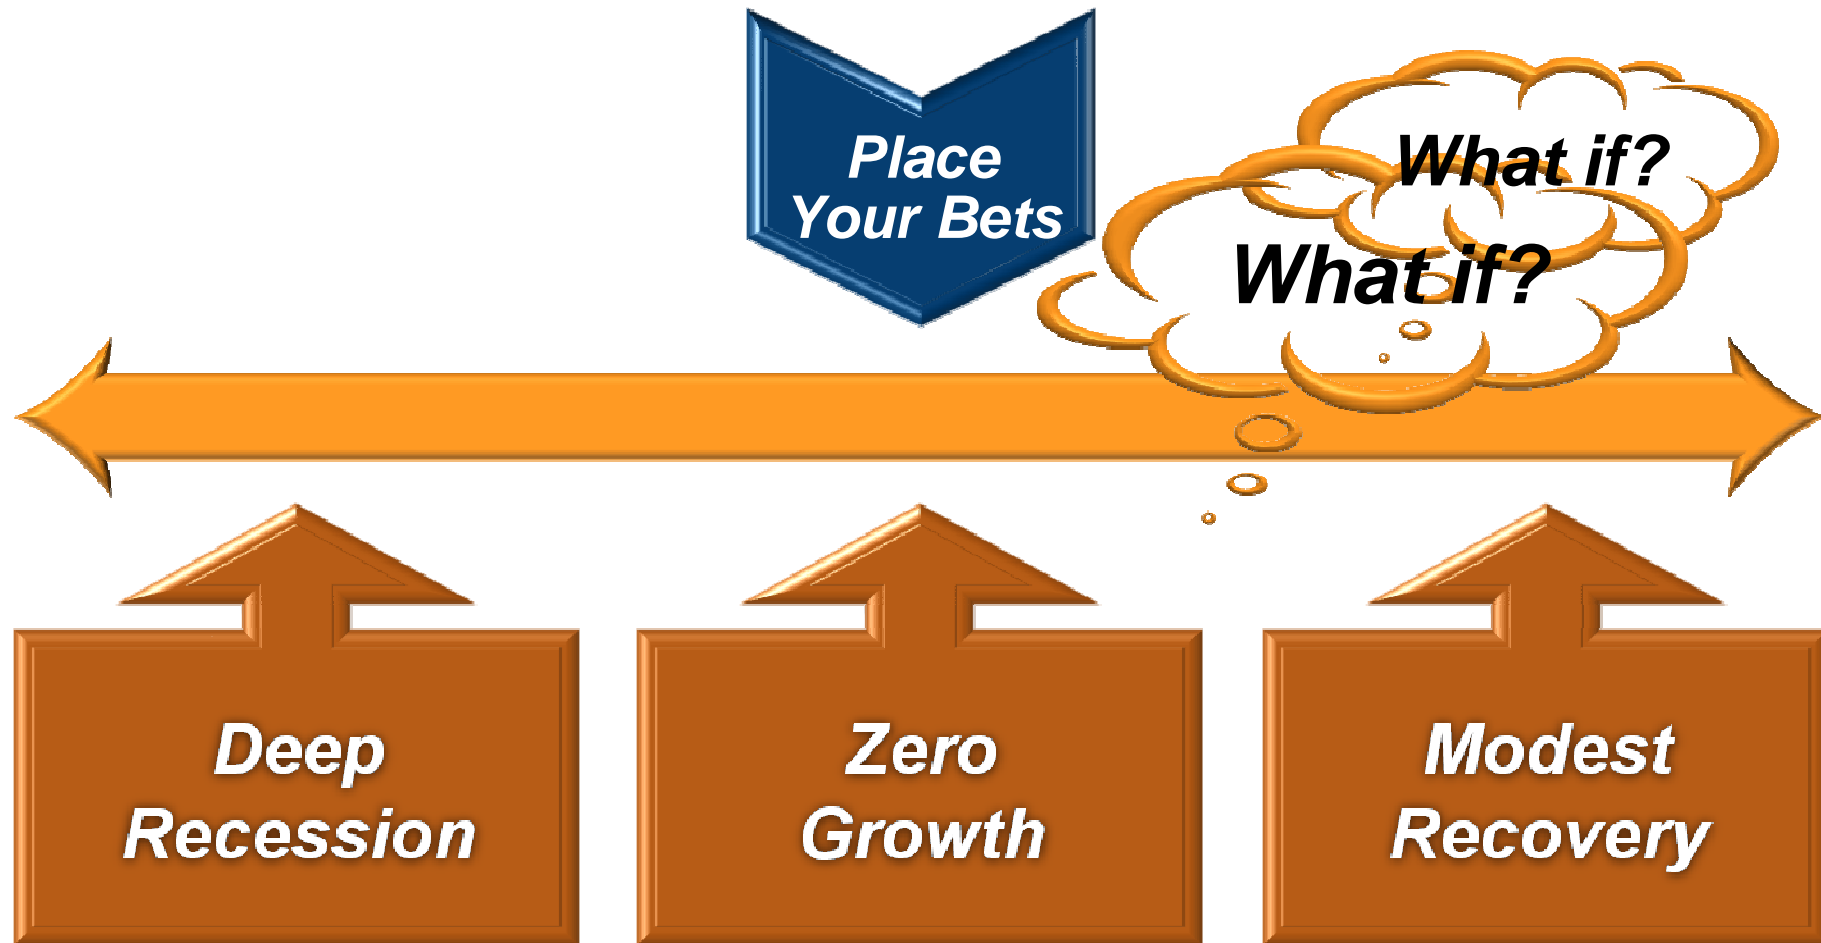 Place
Your Bets
What if?
What if?
Deep
Recession
Zero
Growth
Modest
Recovery